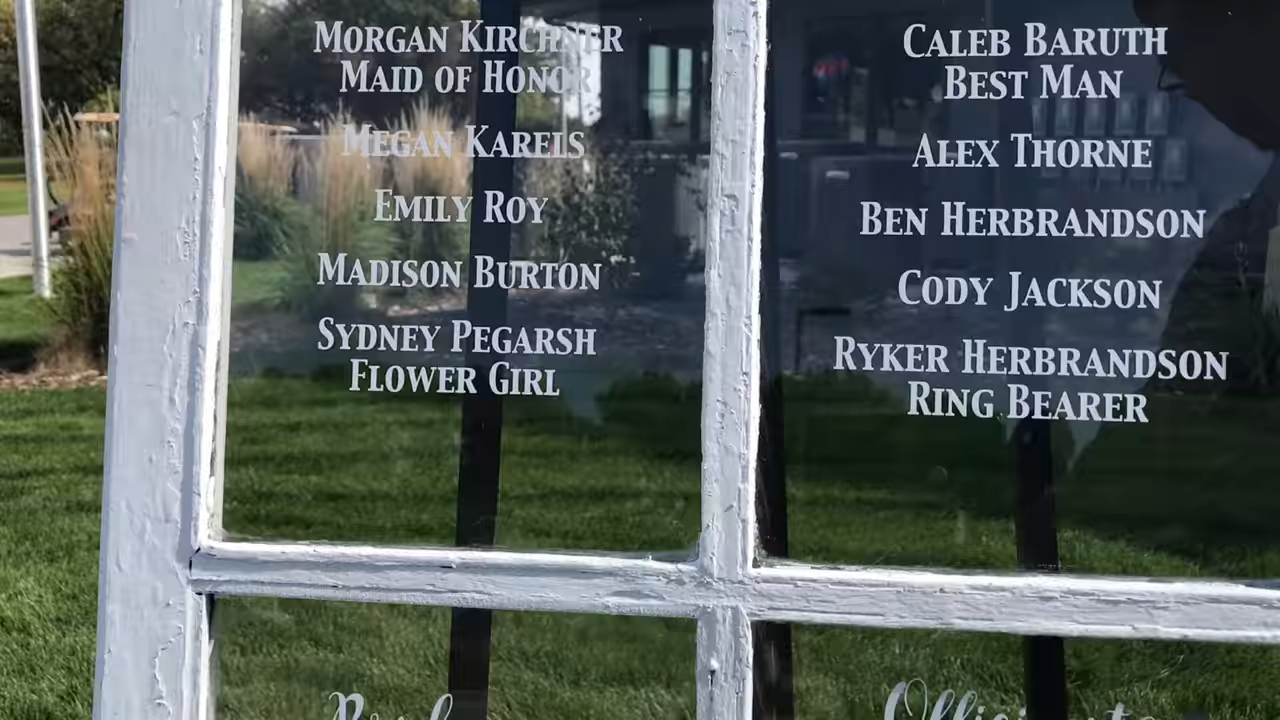 MORGAN KIRCHNER
MAID OF HONOR
MEGAN KAREIS
EMILY ROY
MADISON BURTON
SYDNEY PEGARSH
FLOWER GIRL
CALEB BARUTH
BEST MAN
ALEX THORNE
BEN HERBRANDSON
CODY JACKSON
RYKER HERBRANDSON
RING BEARER